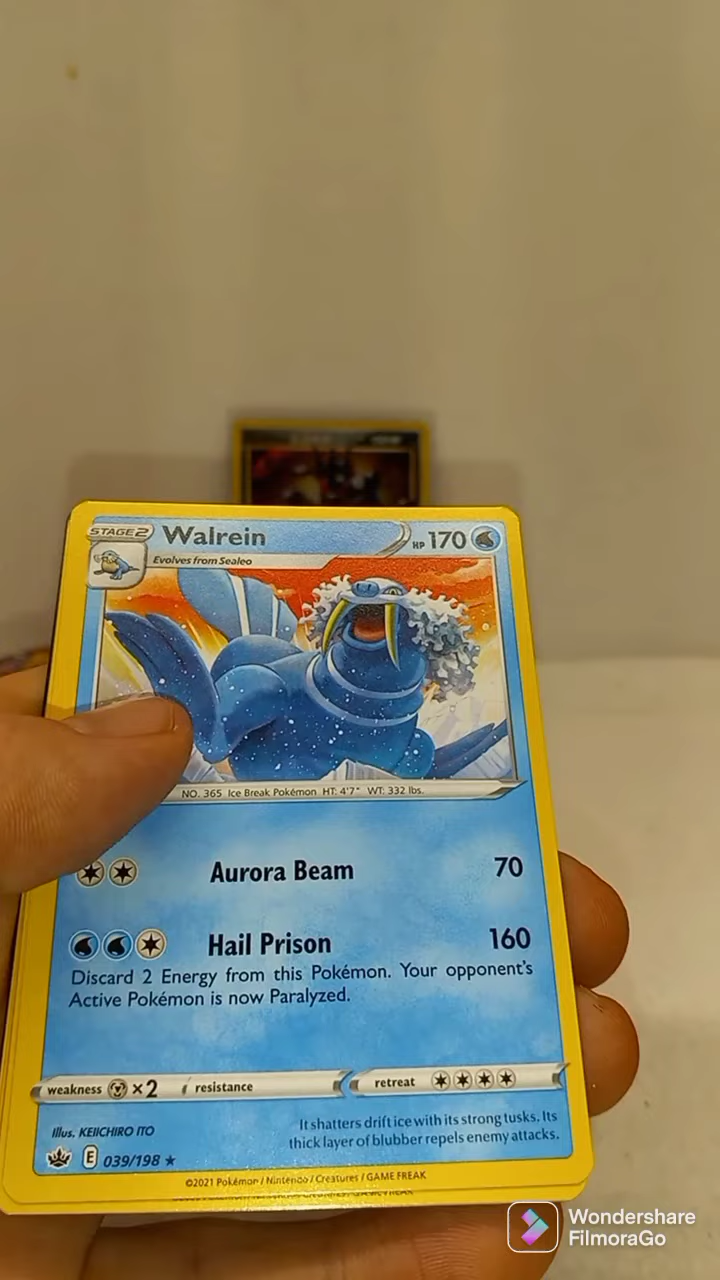 STAGE 2 Walrein HP 170
Evolves from Sealeo
NO. 365 Ice Break Pokémon HT: 4'7" WT: 332 lbs.
Aurora Beam 70
Hail Prison 160
Discard 2 Energy from this Pokémon. Your opponent's
Active Pokémon is now Paralyzed.
weakness ×2 resistance retreat
Illus. KEIICHIRO ITO
It shatters drift ice with its strong tusks. Its
thick layer of blubber repels enemy attacks.
E 039/198 ★
©2021 Pokémon / Nintendo / Creatures / GAME FREAK
Wondershare
FilmoraGo